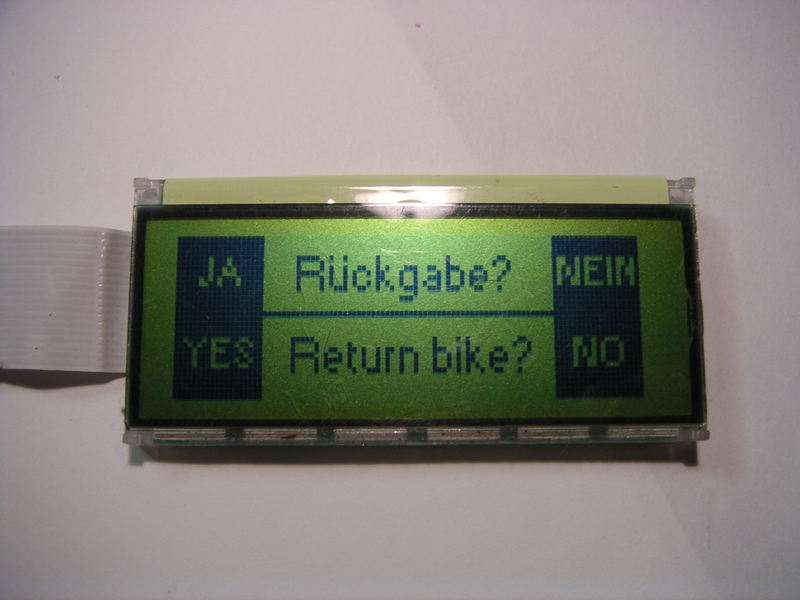 JA Rückgabe? NEIN
YES Return bike? NO